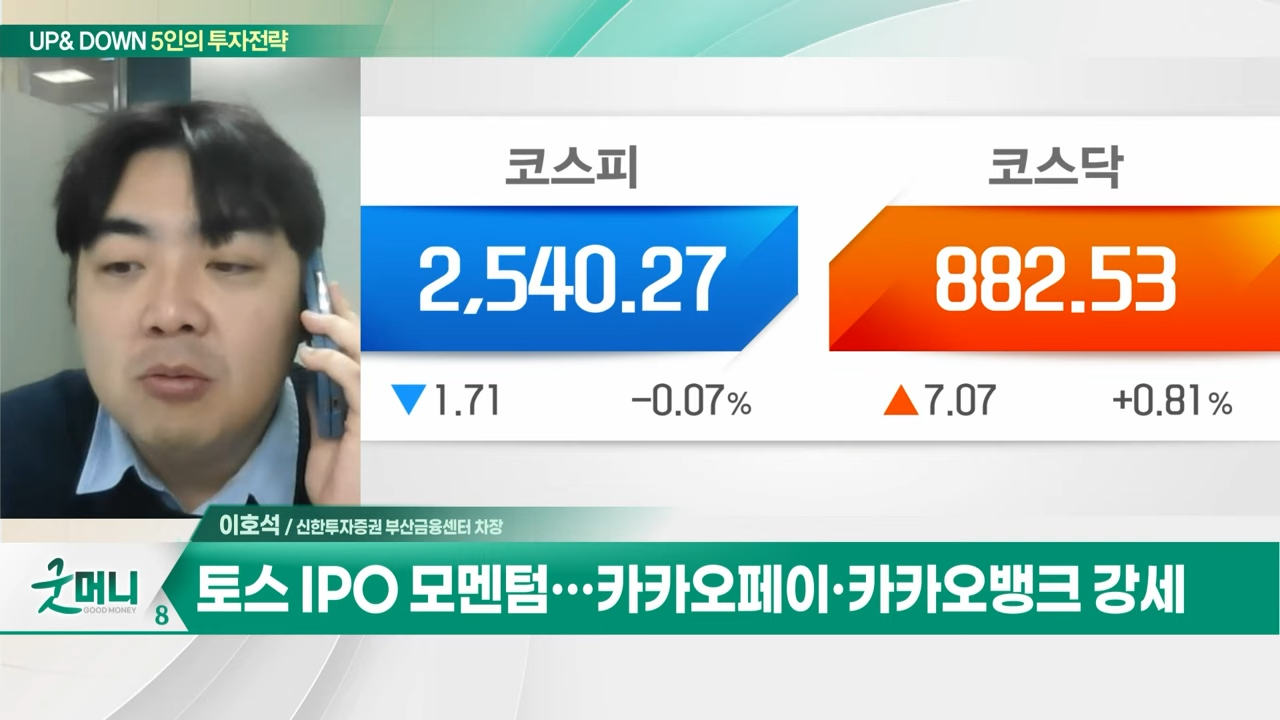 UP& DOWN 5인의 투자전략
코스피
2,540.27
▼1.71 -0.07%
코스닥
882.53
▲7.07 +0.81%
이호석 / 신한투자증권 부산금융센터 차장
굿머니
GOOD MONEY
8
토스 IPO 모멘텀…카카오페이·카카오뱅크 강세